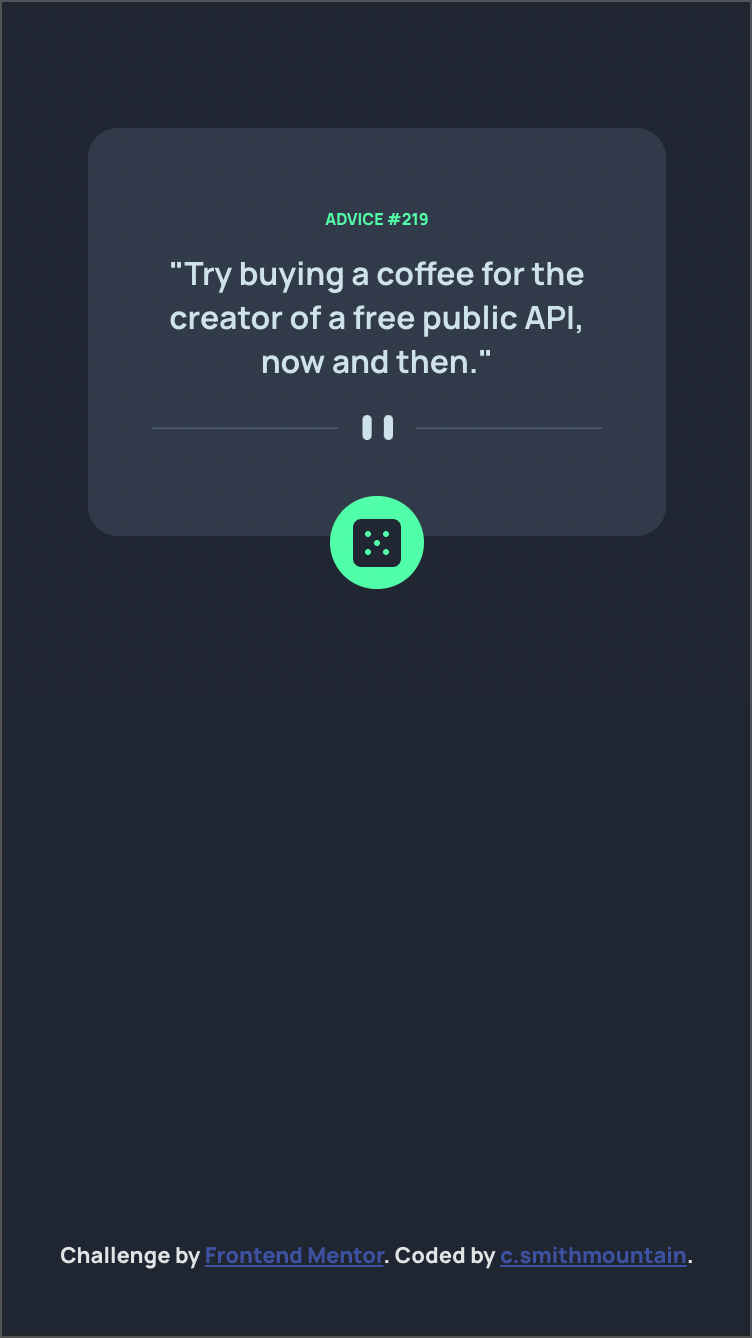 ADVICE #219
"Try buying a coffee for the
creator of a free public API,
now and then."
Challenge by Frontend Mentor. Coded by c.smithmountain.